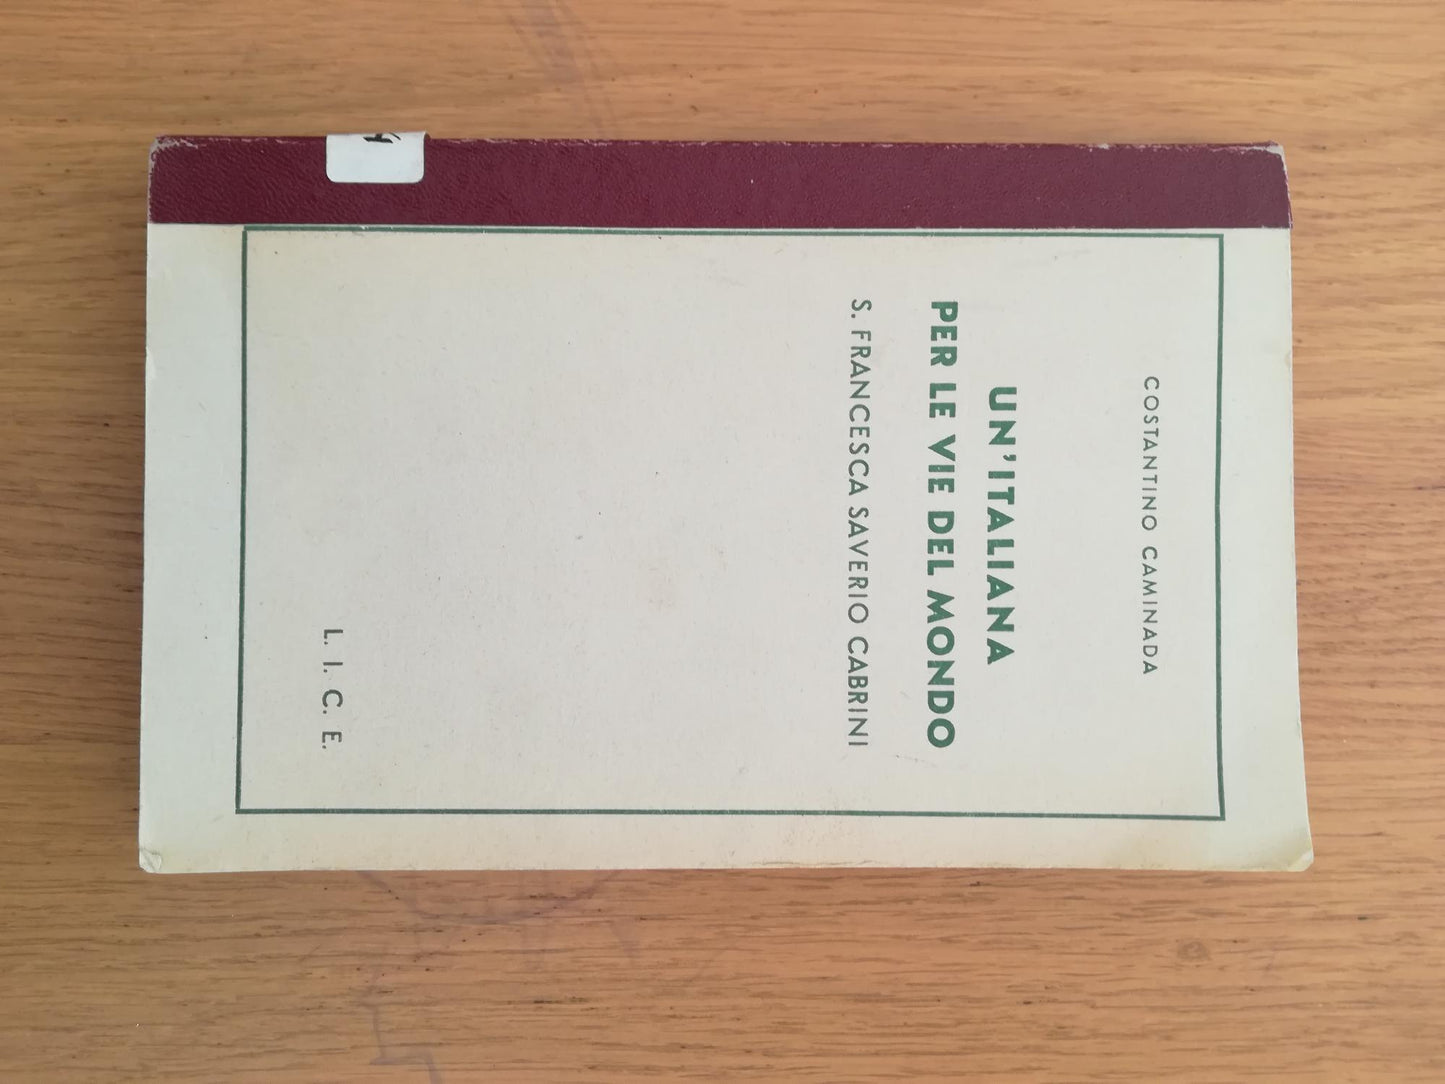 COSTANTINO CAMINADA
UN'ITALIANA
PER LE VIE DEL MONDO
S. FRANCESCA SAVERIO CABRINI
L. I. C. E.